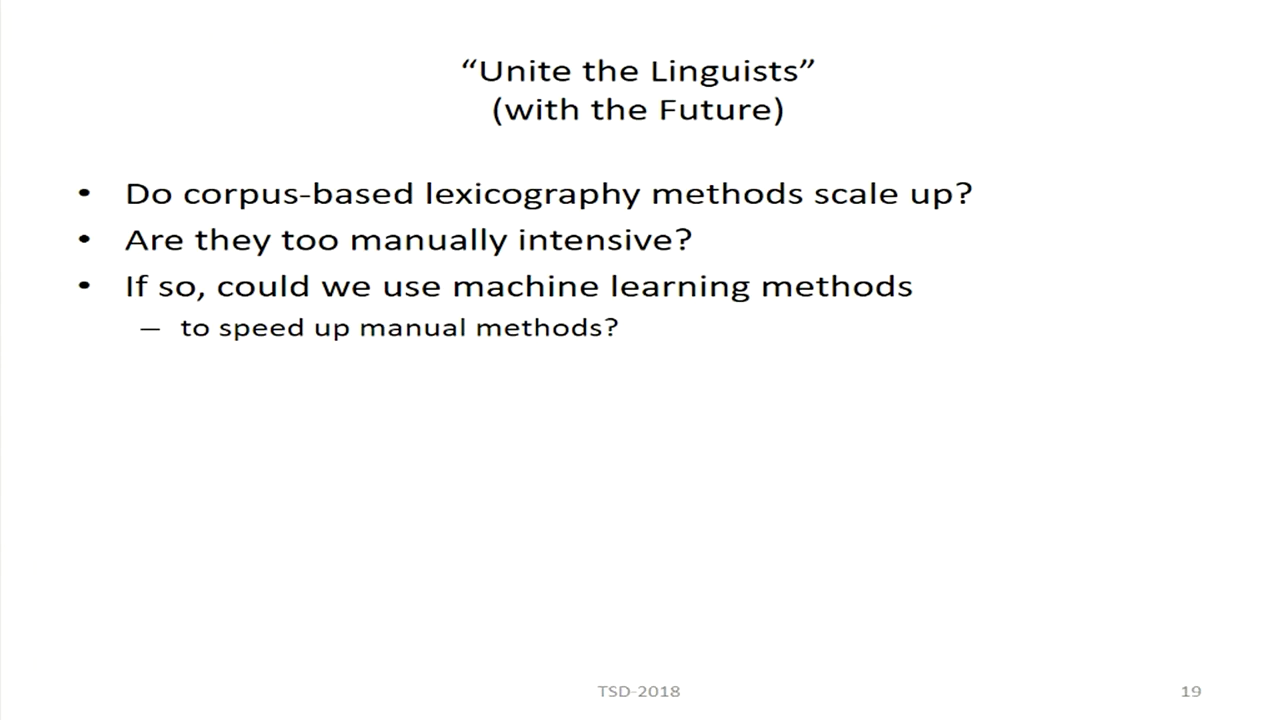 “Unite the Linguists”
(with the Future)
• Do corpus-based lexicography methods scale up?
• Are they too manually intensive?
• If so, could we use machine learning methods
– to speed up manual methods?
TSD-2018
19